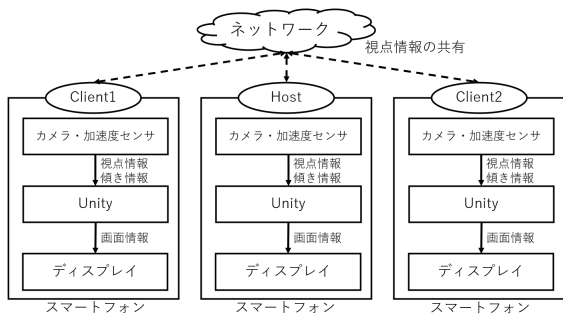 ネットワーク
視点情報の共有
Client1
カメラ・加速度センサ
視点情報
傾き情報
Unity
画面情報
ディスプレイ
スマートフォン
Host
カメラ・加速度センサ
視点情報
傾き情報
Unity
画面情報
ディスプレイ
スマートフォン
Client2
カメラ・加速度センサ
視点情報
傾き情報
Unity
画面情報
ディスプレイ
スマートフォン